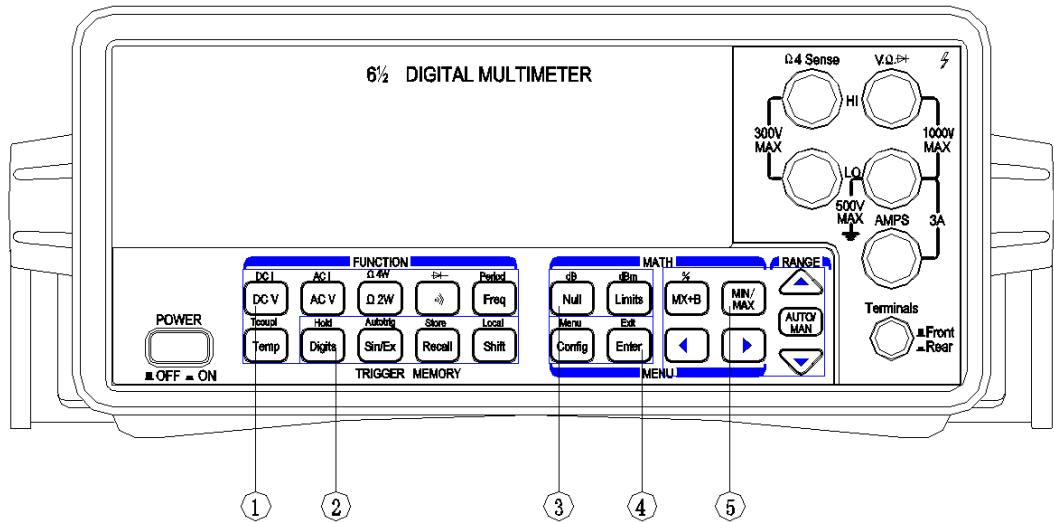 6½ DIGITAL MULTIMETER
Ω4 Sense
V.Ω.
HI
300V
MAX
1000V
MAX
LO
500V
MAX
AMPS
3A
FUNCTION
MATH
RANGE
DC I
AC I
Ω 4W
Period
dB
dBm
%
DC V
AC V
Ω 2W
Freq
Null
Limits
MX+B
MIN/
MAX
AUTO/
MAN
Terminals
Front
Rear
POWER
OFF
ON
Tcoupl
Hold
Autotrig
Store
Local
Menu
Exit
Temp
Digits
Sin/Ex
Recall
Shift
Config
Enter
TRIGGER MEMORY
MENU
1
2
3
4
5